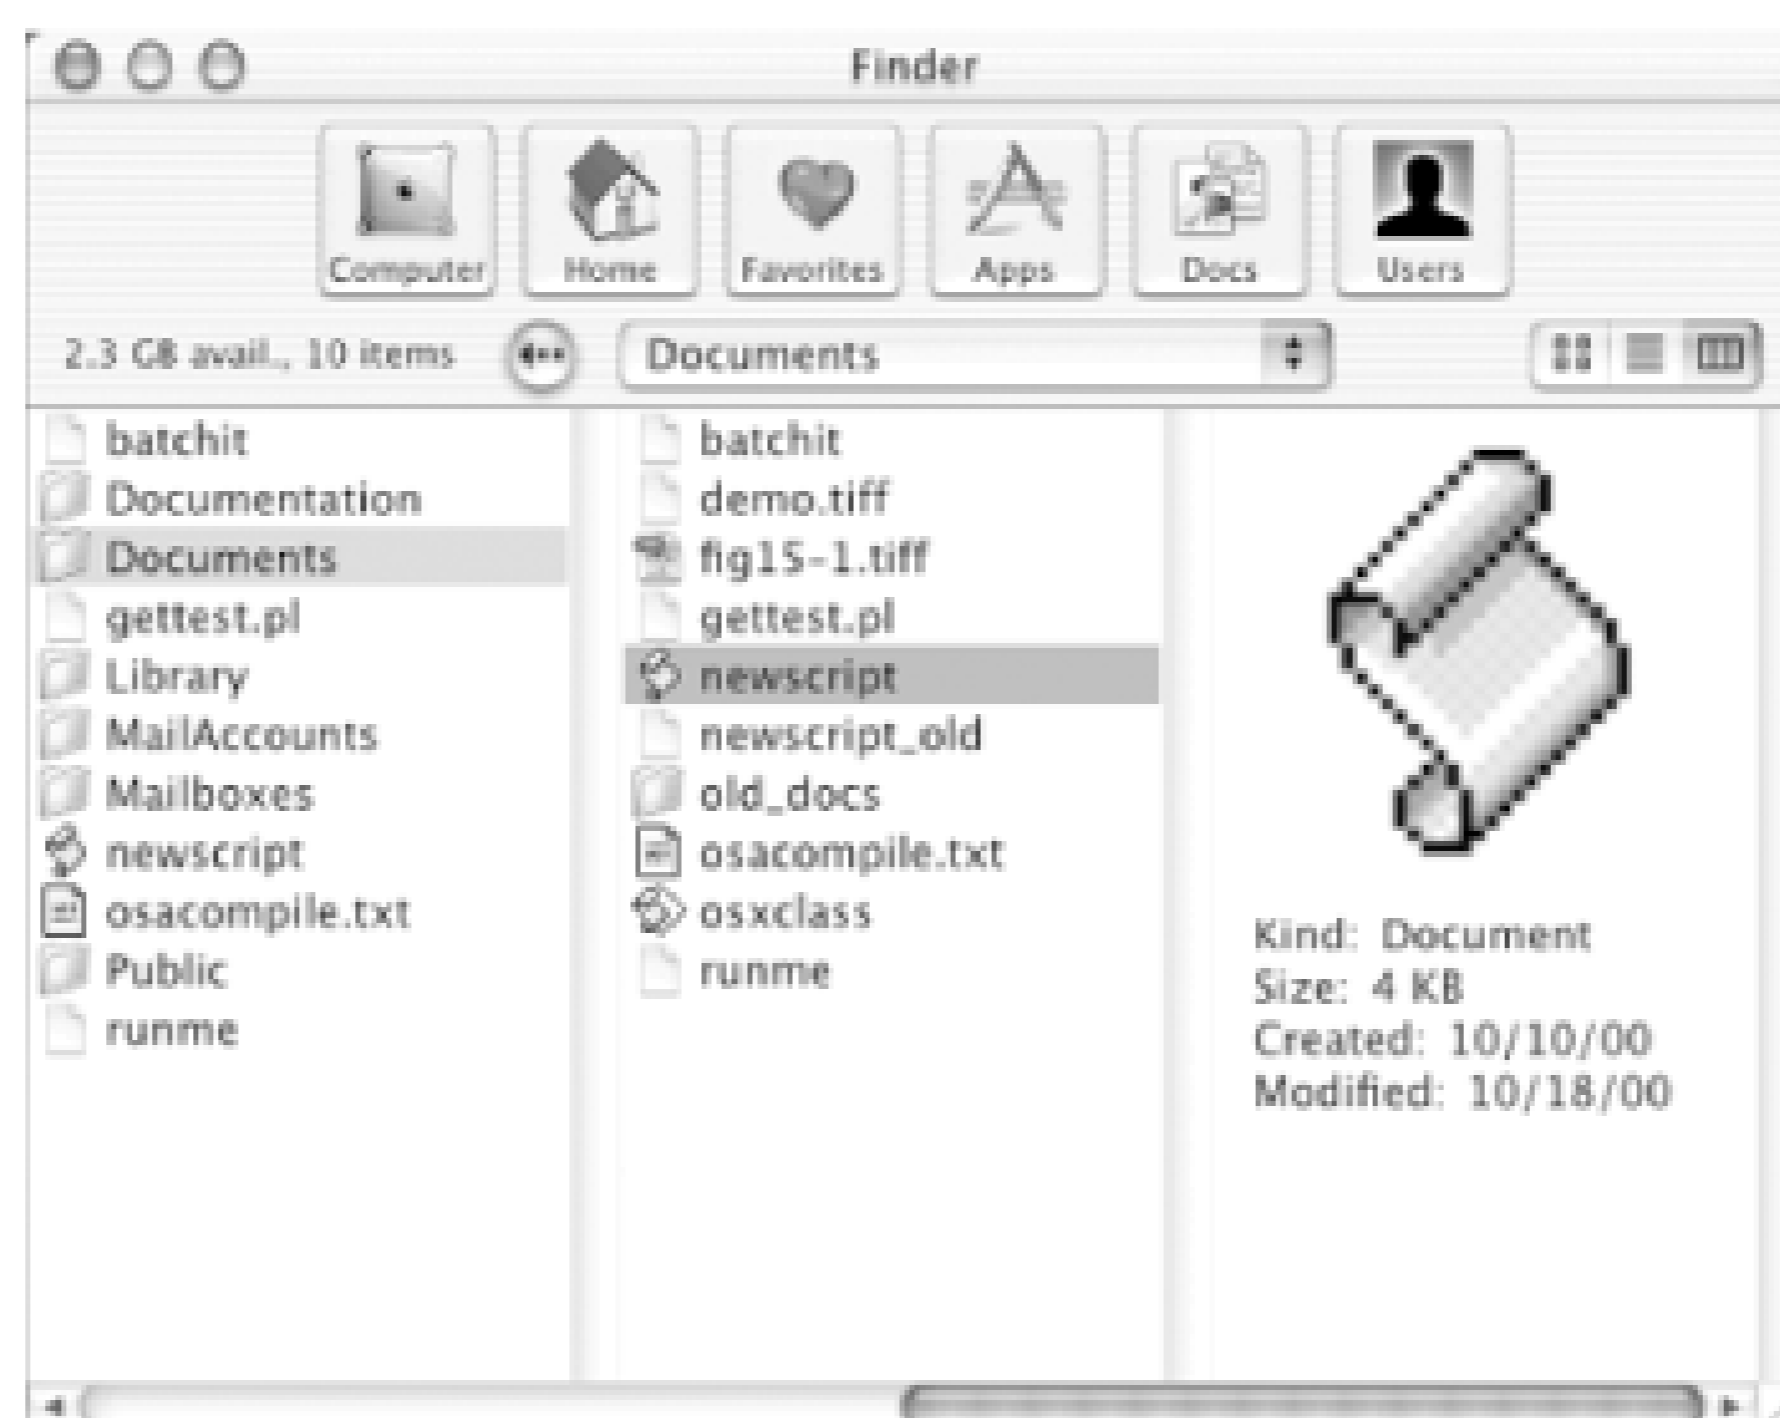 Finder
Computer Home Favorites Apps Docs Users
2.3 GB avail., 10 items Documents
batchit
Documentation
Documents
gettest.pl
Library
MailAccounts
Mailboxes
newscript
osacompile.txt
Public
runme
batchit
demo.tiff
fig15-1.tiff
gettest.pl
newscript
newscript_old
old_docs
osacompile.txt
osxclass
runme
Kind: Document
Size: 4 KB
Created: 10/10/00
Modified: 10/18/00